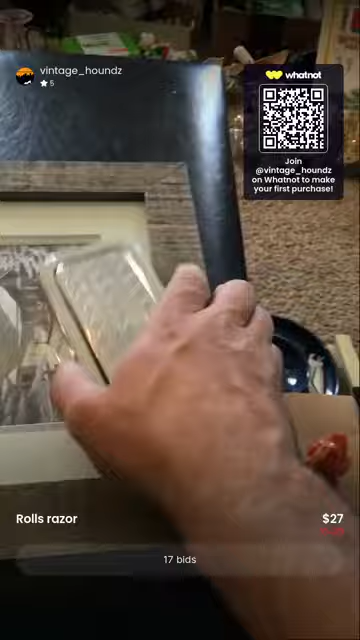 vintage_houndz
5
whatnot
Join
@vintage_houndz
on Whatnot to make
your first purchase!
Rolls razor
$27
17 bids